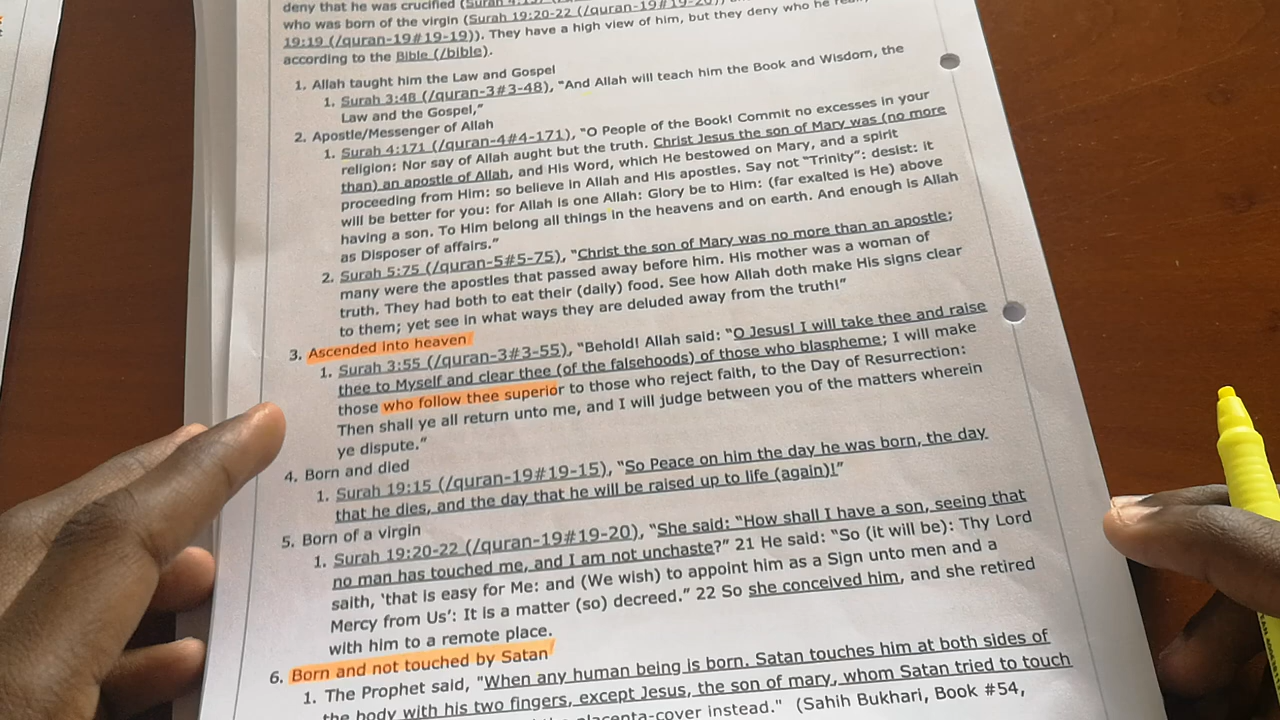 deny that he was crucified (Surah 4:157
who was born of the virgin (Surah 19:20-22 (/quran-19#19-20)
19:19 (/quran-19#19-19)). They have a high view of him, but they deny who he really
according to the Bible (/bible).
1. Allah taught him the Law and Gospel
1. Surah 3:48 (/quran-3#3-48), “And Allah will teach him the Book and Wisdom, the
Law and the Gospel,”
2. Apostle/Messenger of Allah
1. Surah 4:171 (/quran-4#4-171), “O People of the Book! Commit no excesses in your
religion: Nor say of Allah aught but the truth. Christ Jesus the son of Mary was (no more
than) an apostle of Allah, and His Word, which He bestowed on Mary, and a spirit
proceeding from Him: so believe in Allah and His apostles. Say not “Trinity”: desist: it
will be better for you: for Allah is one Allah: Glory be to Him: (far exalted is He) above
having a son. To Him belong all things in the heavens and on earth. And enough is Allah
as Disposer of affairs.”
2. Surah 5:75 (/quran-5#5-75), “Christ the son of Mary was no more than an apostle;
many were the apostles that passed away before him. His mother was a woman of
truth. They had both to eat their (daily) food. See how Allah doth make His signs clear
to them; yet see in what ways they are deluded away from the truth!”
3. Ascended into heaven
1. Surah 3:55 (/quran-3#3-55), “Behold! Allah said: “O Jesus! I will take thee and raise
thee to Myself and clear thee (of the falsehoods) of those who blaspheme; I will make
those who follow thee superior to those who reject faith, to the Day of Resurrection:
Then shall ye all return unto me, and I will judge between you of the matters wherein
ye dispute.”
4. Born and died
1. Surah 19:15 (/quran-19#19-15), “So Peace on him the day he was born, the day
that he dies, and the day that he will be raised up to life (again)!”
5. Born of a virgin
1. Surah 19:20-22 (/quran-19#19-20), “She said: “How shall I have a son, seeing that
no man has touched me, and I am not unchaste?” 21 He said: “So (it will be): Thy Lord
saith, ‘that is easy for Me: and (We wish) to appoint him as a Sign unto men and a
Mercy from Us’: It is a matter (so) decreed.” 22 So she conceived him, and she retired
with him to a remote place.
6. Born and not touched by Satan
1. The Prophet said, "When any human being is born. Satan touches him at both sides of
the body with his two fingers, except Jesus, the son of mary, whom Satan tried to touch
placenta-cover instead." (Sahih Bukhari, Book #54,